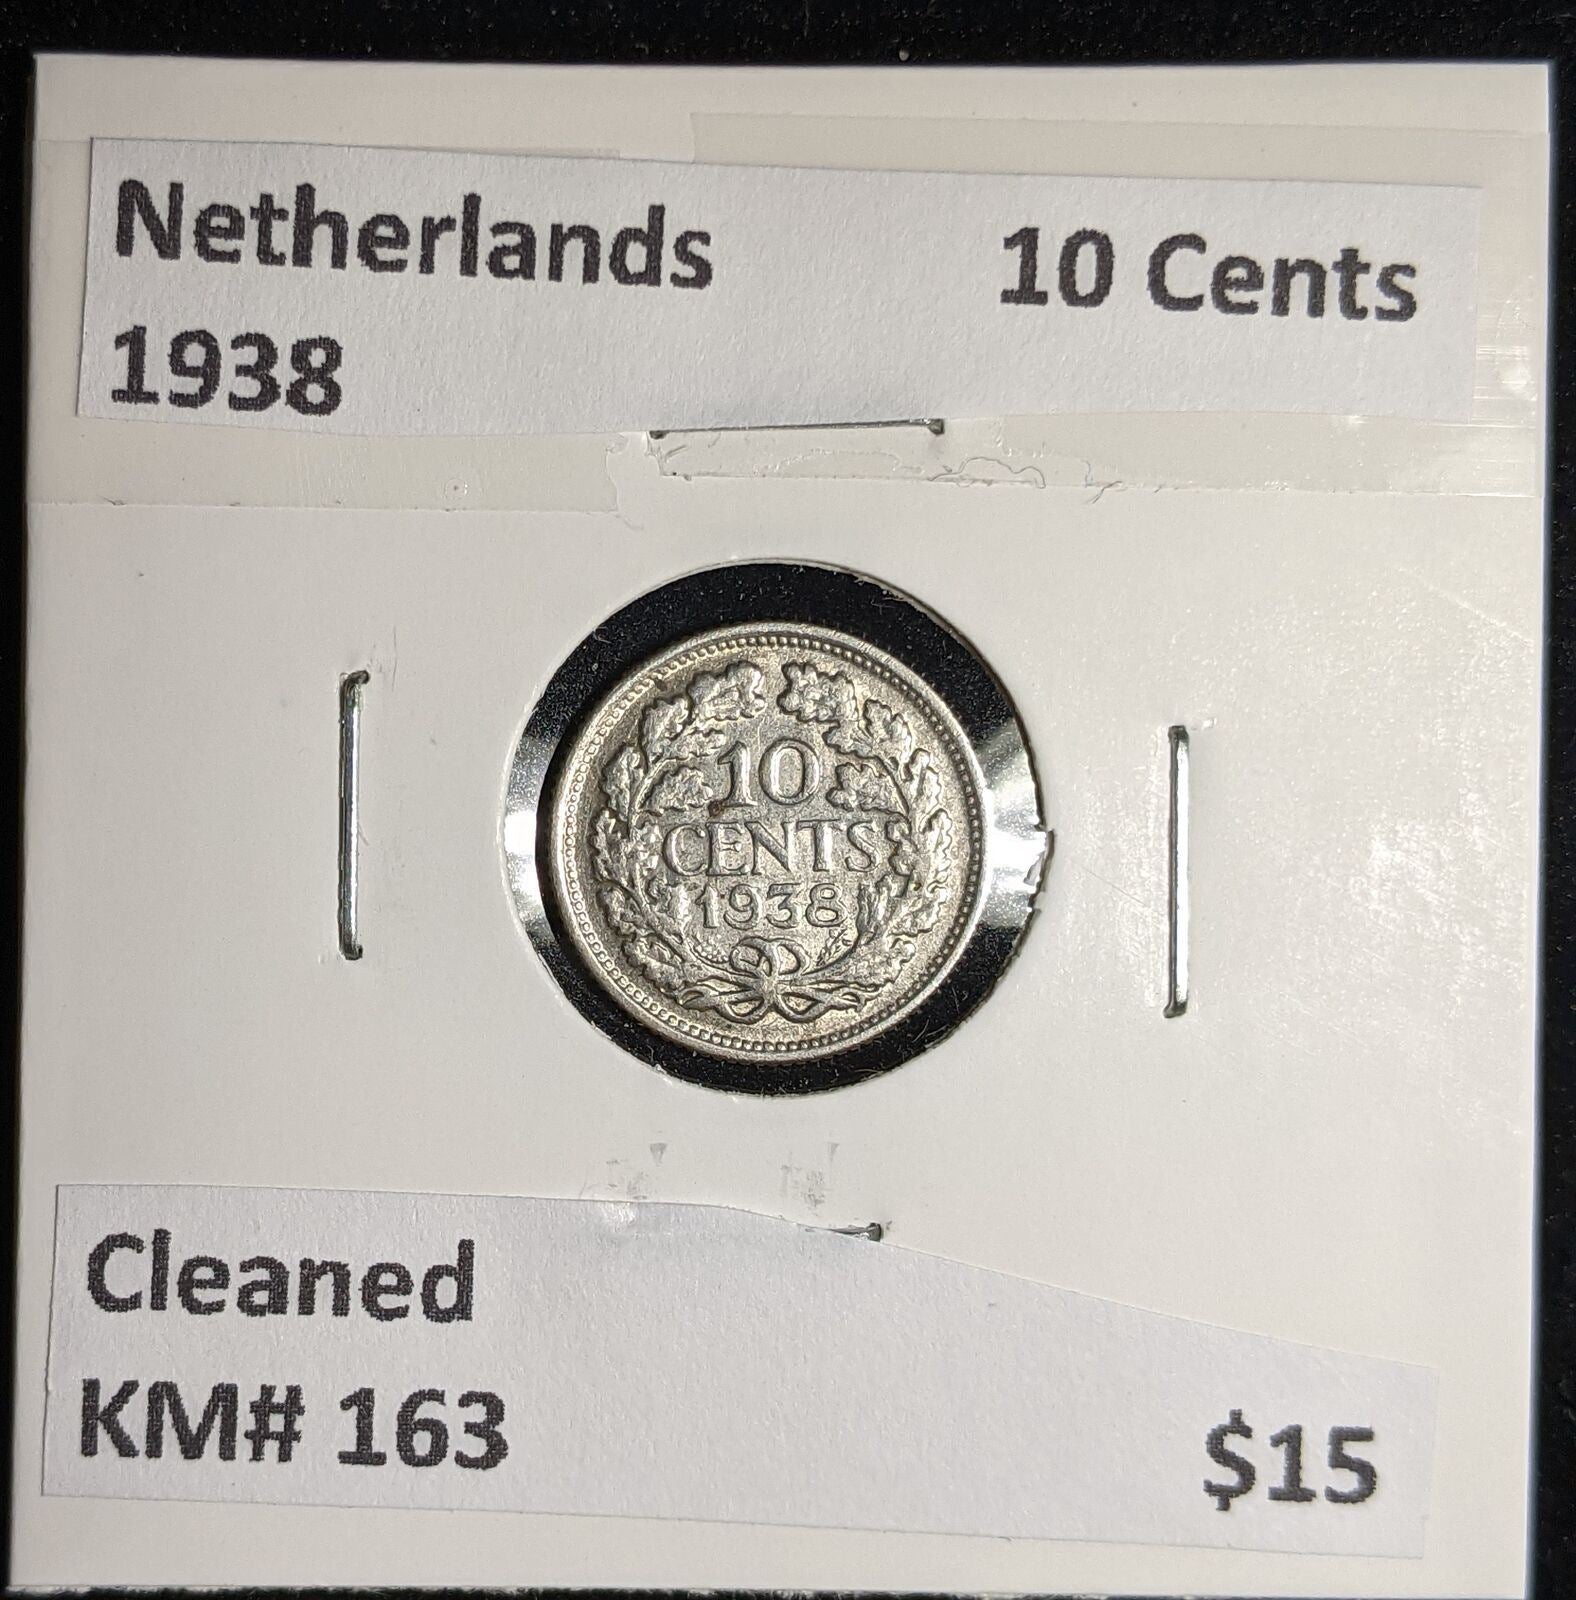 Netherlands 10 Cents
1938
10
CENTS
1938
Cleaned
KM# 163 $15